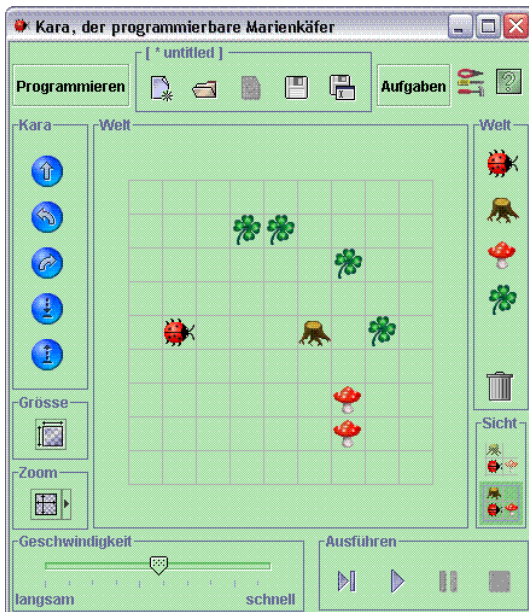 Kara, der programmierbare Marienkäfer
[ * untitled ]
Programmieren
Aufgaben
Kara
Welt
Welt
Grösse
Sicht
Zoom
Geschwindigkeit
Ausführen
langsam
schnell